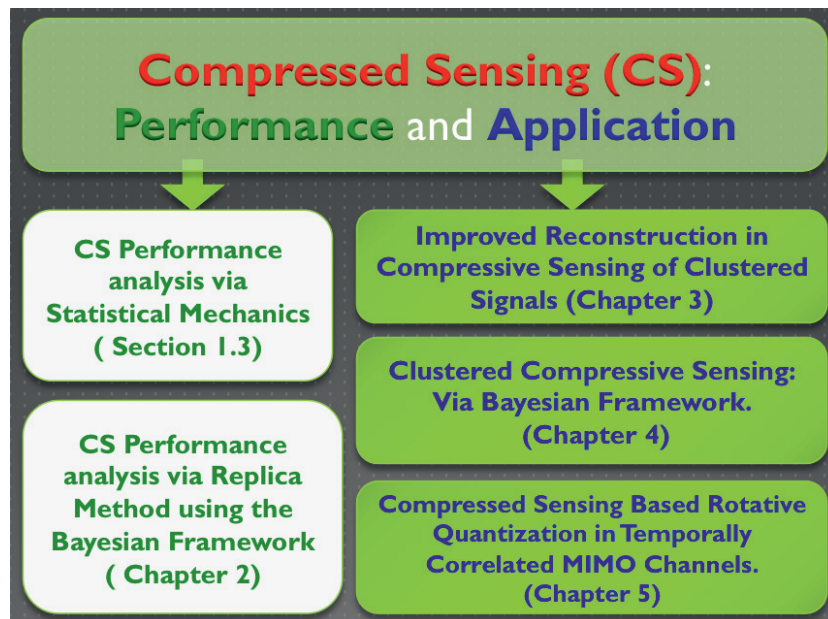 Compressed Sensing (CS):
Performance and Application
CS Performance
analysis via
Statistical Mechanics
( Section 1.3)
CS Performance
analysis via Replica
Method using the
Bayesian Framework
( Chapter 2)
Improved Reconstruction in
Compressive Sensing of Clustered
Signals (Chapter 3)
Clustered Compressive Sensing:
Via Bayesian Framework.
(Chapter 4)
Compressed Sensing Based Rotative
Quantization in Temporally
Correlated MIMO Channels.
(Chapter 5)